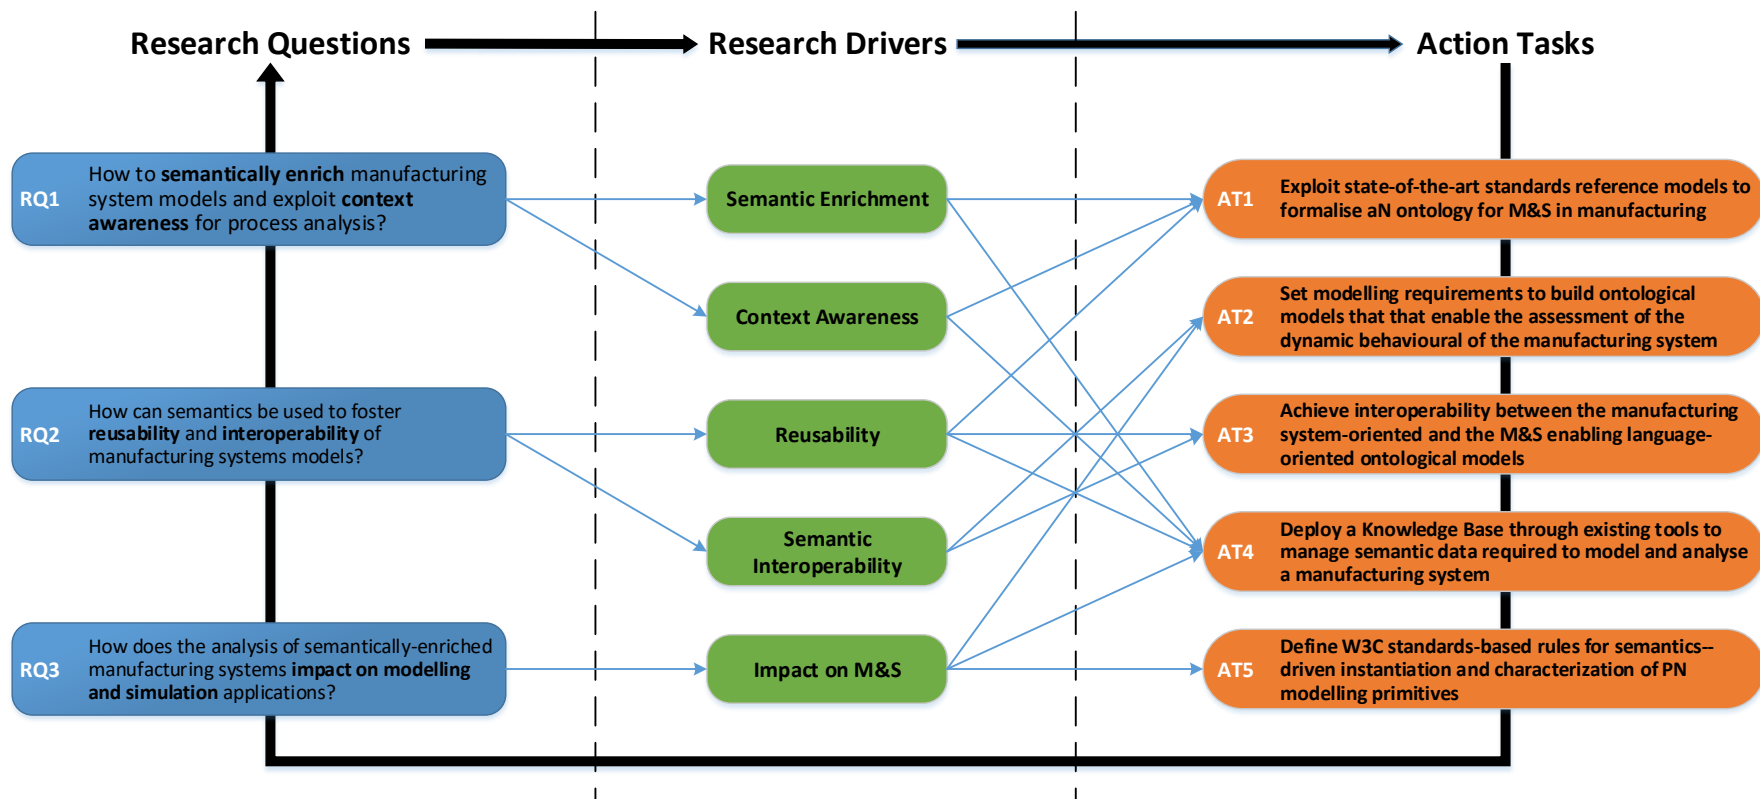 Research Questions
Research Drivers
Action Tasks
RQ1
How to semantically enrich manufacturing
system models and exploit context
awareness for process analysis?
RQ2
How can semantics be used to foster
reusability and interoperability of
manufacturing systems models?
RQ3
How does the analysis of semantically-enriched
manufacturing systems impact on modelling
and simulation applications?
Semantic Enrichment
Context Awareness
Reusability
Semantic
Interoperability
Impact on M&S
AT1
Exploit state-of-the-art standards reference models to
formalise aN ontology for M&S in manufacturing
AT2
Set modelling requirements to build ontological
models that that enable the assessment of the
dynamic behavioural of the manufacturing system
AT3
Achieve interoperability between the manufacturing
system-oriented and the M&S enabling language-
oriented ontological models
AT4
Deploy a Knowledge Base through existing tools to
manage semantic data required to model and analyse
a manufacturing system
AT5
Define W3C standards-based rules for semantics--
driven instantiation and characterization of PN
modelling primitives